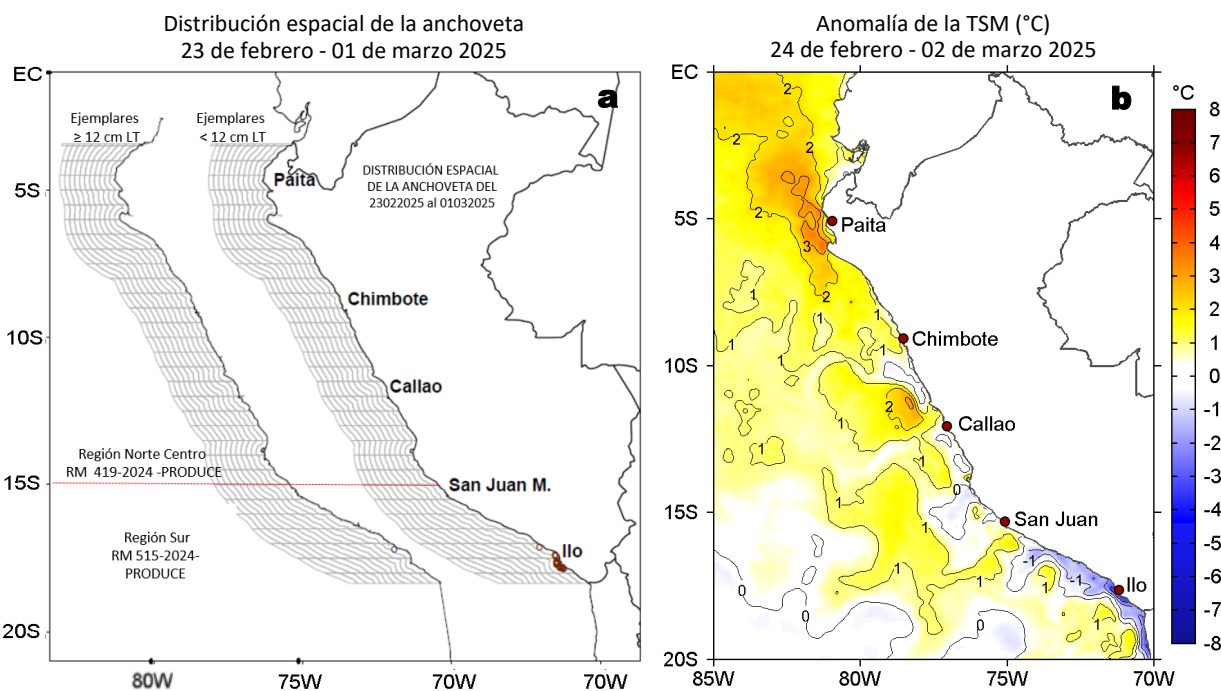 Distribución espacial de la anchoveta
23 de febrero - 01 de marzo 2025
EC
5S
10S
15S
20S
80W
75W
70W
70W
a
Ejemplares
≥ 12 cm LT
Ejemplares
< 12 cm LT
DISTRIBUCIÓN ESPACIAL
DE LA ANCHOVETA DEL
23022025 al 01032025
Paita
Chimbote
Callao
Región Norte Centro
RM 419-2024 -PRODUCE
San Juan M.
Región Sur
RM 515-2024-
PRODUCE
Ilo
Anomalía de la TSM (°C)
24 de febrero - 02 de marzo 2025
EC
5S
10S
15S
20S
85W
80W
75W
70W
b
Paita
Chimbote
Callao
San Juan
Ilo
2
2
2
2
3
2
1
1
1
1
1
1
2
1
1
1
0
1
1
1
1
-1
-1
1
1
0
0
0
°C
8
7
6
5
4
3
2
1
0
-1
-2
-3
-4
-5
-6
-7
-8